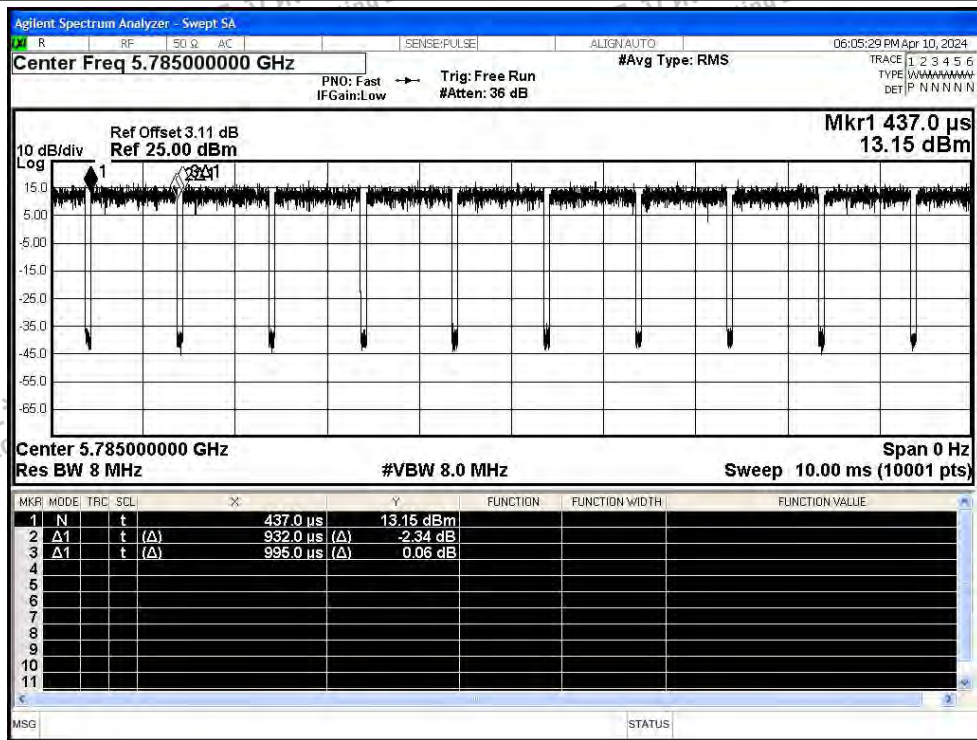 Agilent Spectrum Analyzer - Swept SA
R RF 50 Ω AC SENSE:PULSE ALIGNAUTO 06:05:29 PM Apr 10, 2024
Center Freq 5.785000000 GHz
#Avg Type: RMS
TRACE 1 2 3 4 5 6
PNO: Fast
Trig: Free Run
TYPE
IFGain:Low
#Atten: 36 dB
DET P N N N N N
Mkr1 437.0 µs
Ref Offset 3.11 dB
10 dB/div Ref 25.00 dBm 13.15 dBm
Log
1
15.0
5.00
-5.00
-15.0
-25.0
-35.0
-45.0
-55.0
-65.0
Center 5.785000000 GHz Span 0 Hz
Res BW 8 MHz #VBW 8.0 MHz Sweep 10.00 ms (10001 pts)
MKR MODE TRC SCL X Y FUNCTION FUNCTION WIDTH FUNCTION VALUE
1 N t 437.0 µs 13.15 dBm
2 Δ1 t (Δ) 932.0 µs (Δ) -2.34 dB
3 Δ1 t (Δ) 995.0 µs (Δ) 0.06 dB
4
5
6
7
8
9
10
11
MSG STATUS